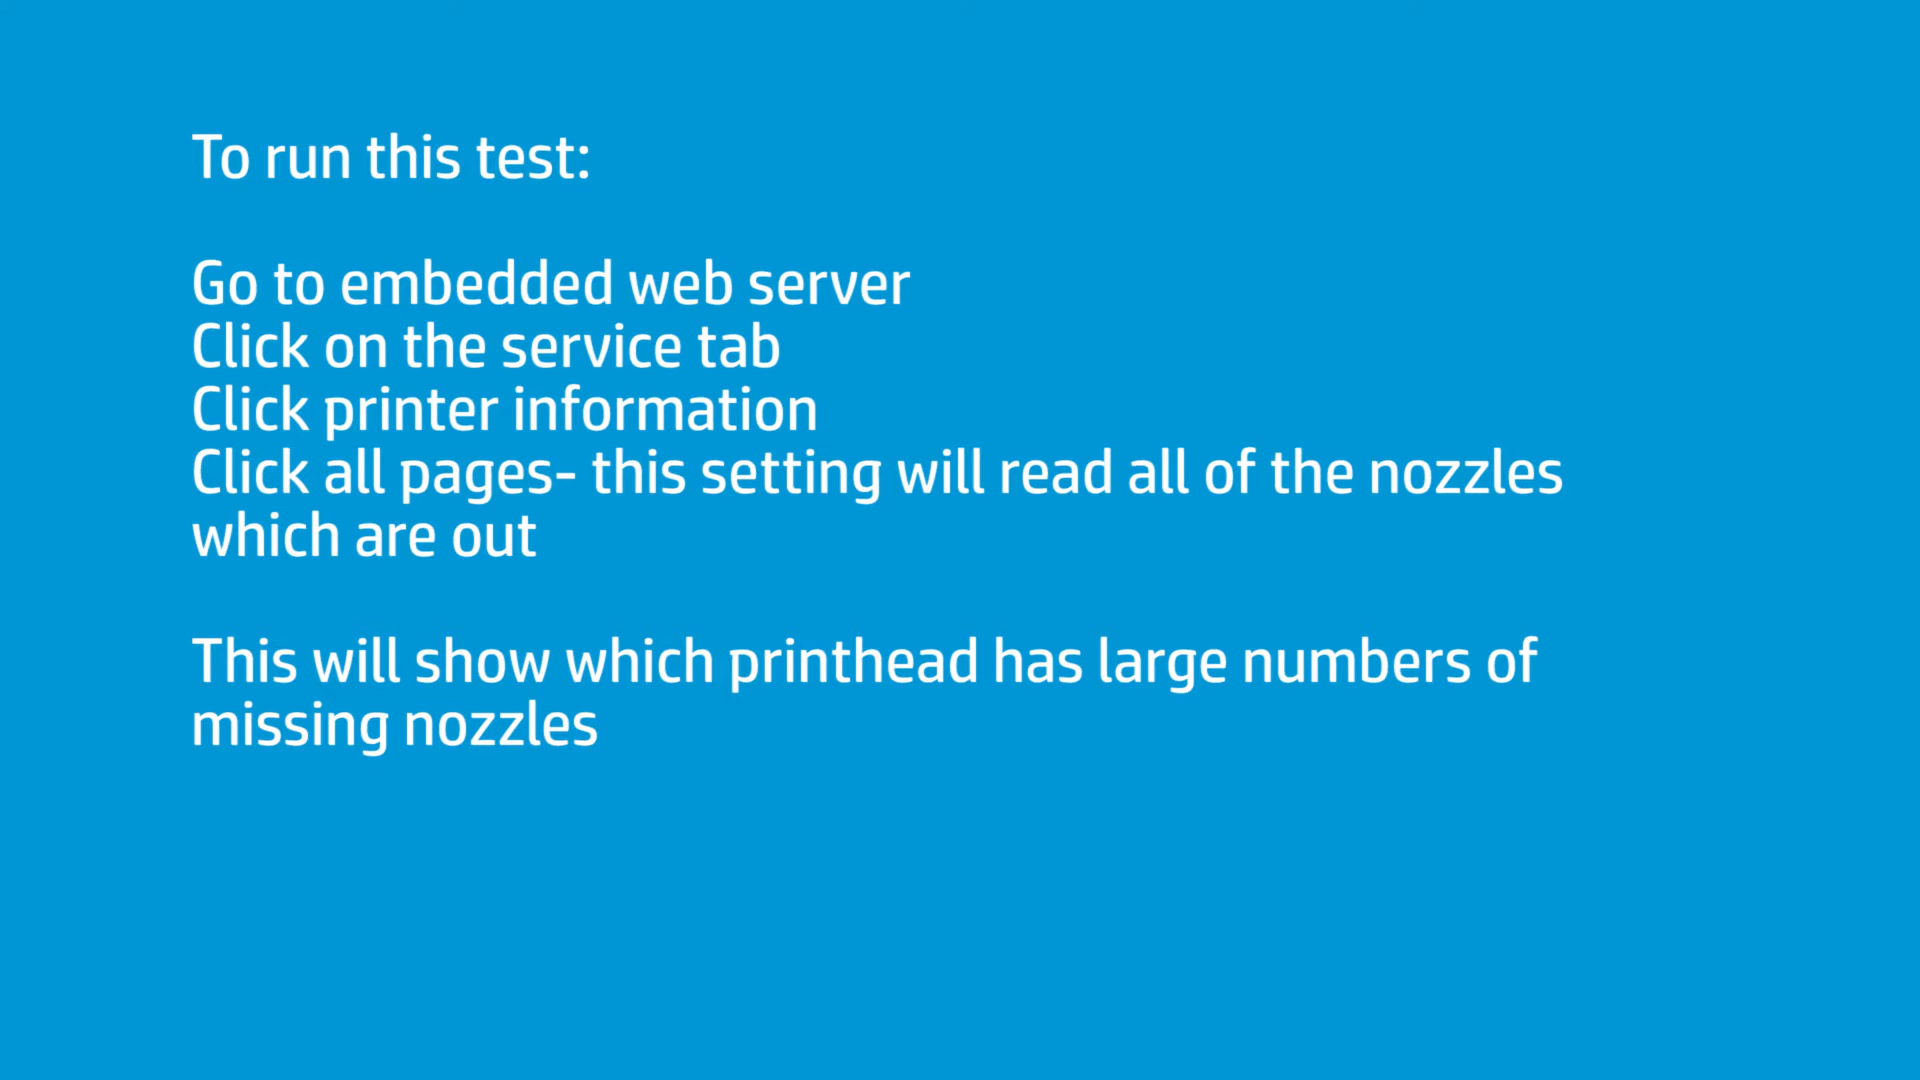 To run this test:
Go to embedded web server
Click on the service tab
Click printer information
Click all pages- this setting will read all of the nozzles
which are out
This will show which printhead has large numbers of
missing nozzles